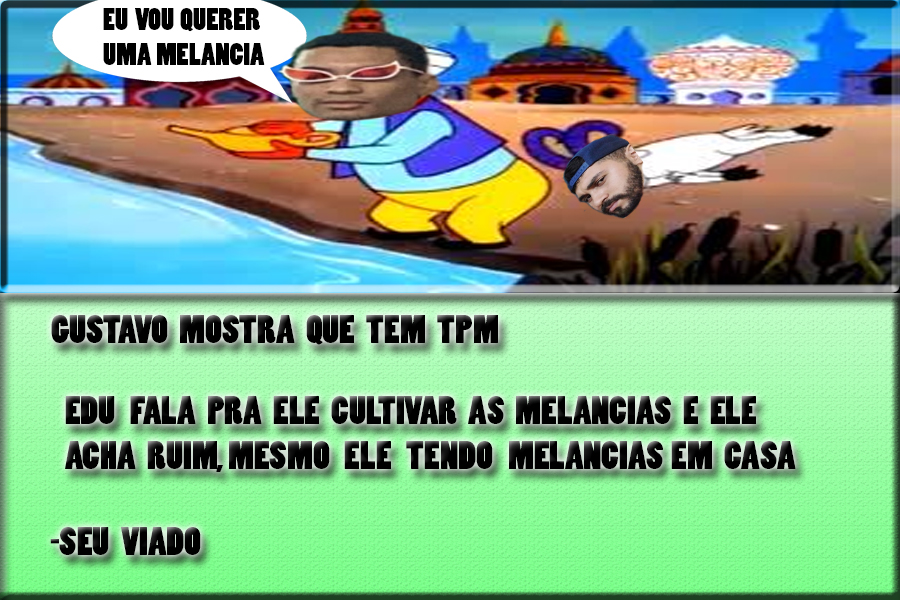 EU VOU QUERER
UMA MELANCIA
GUSTAVO MOSTRA QUE TEM TPM
EDU FALA PRA ELE CULTIVAR AS MELANCIAS E ELE
ACHA RUIM, MESMO ELE TENDO MELANCIAS EM CASA
-SEU VIADO